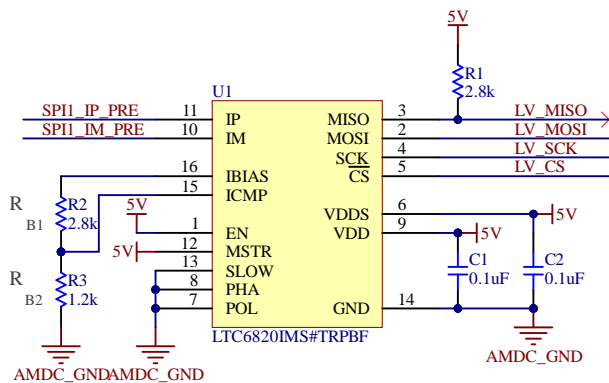 5V
U1
R1
2.8k
SPI1_IP_PRE 11 IP MISO 3 LV_MISO
SPI1_IM_PRE 10 IM MOSI 2 LV_MOSI
SCK 4 LV_SCK
16 IBIAS CS 5 LV_CS
15 ICMP
R B1 R2 2.8k
5V
VDDS 6 5V
1 EN VDD 9 5V
5V 12 MSTR
13 SLOW
C1 0.1uF
C2 0.1uF
R B2 R3 1.2k
8 PHA
7 POL GND 14
LTC6820IMS#TRPBF
AMDC_GND
AMDC_GND AMDC_GND